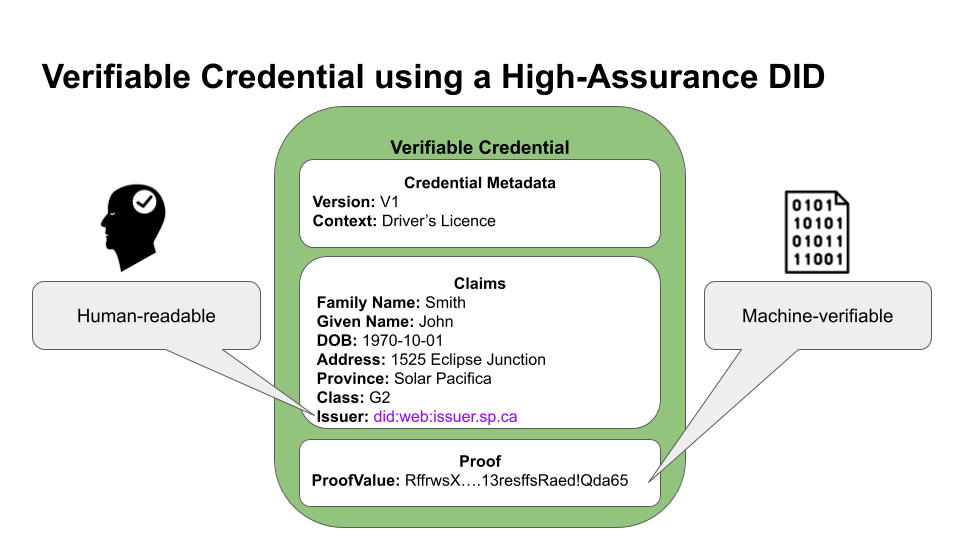 Verifiable Credential using a High-Assurance DID
Verifiable Credential
Credential Metadata
Version: V1
Context: Driver’s Licence
0101
10101
01011
11001
Human-readable
Machine-verifiable
Claims
Family Name: Smith
Given Name: John
DOB: 1970-10-01
Address: 1525 Eclipse Junction
Province: Solar Pacifica
Class: G2
Issuer: did:web:issuer.sp.ca
Proof
ProofValue: RffrwsX….13resffsRaed!Qda65